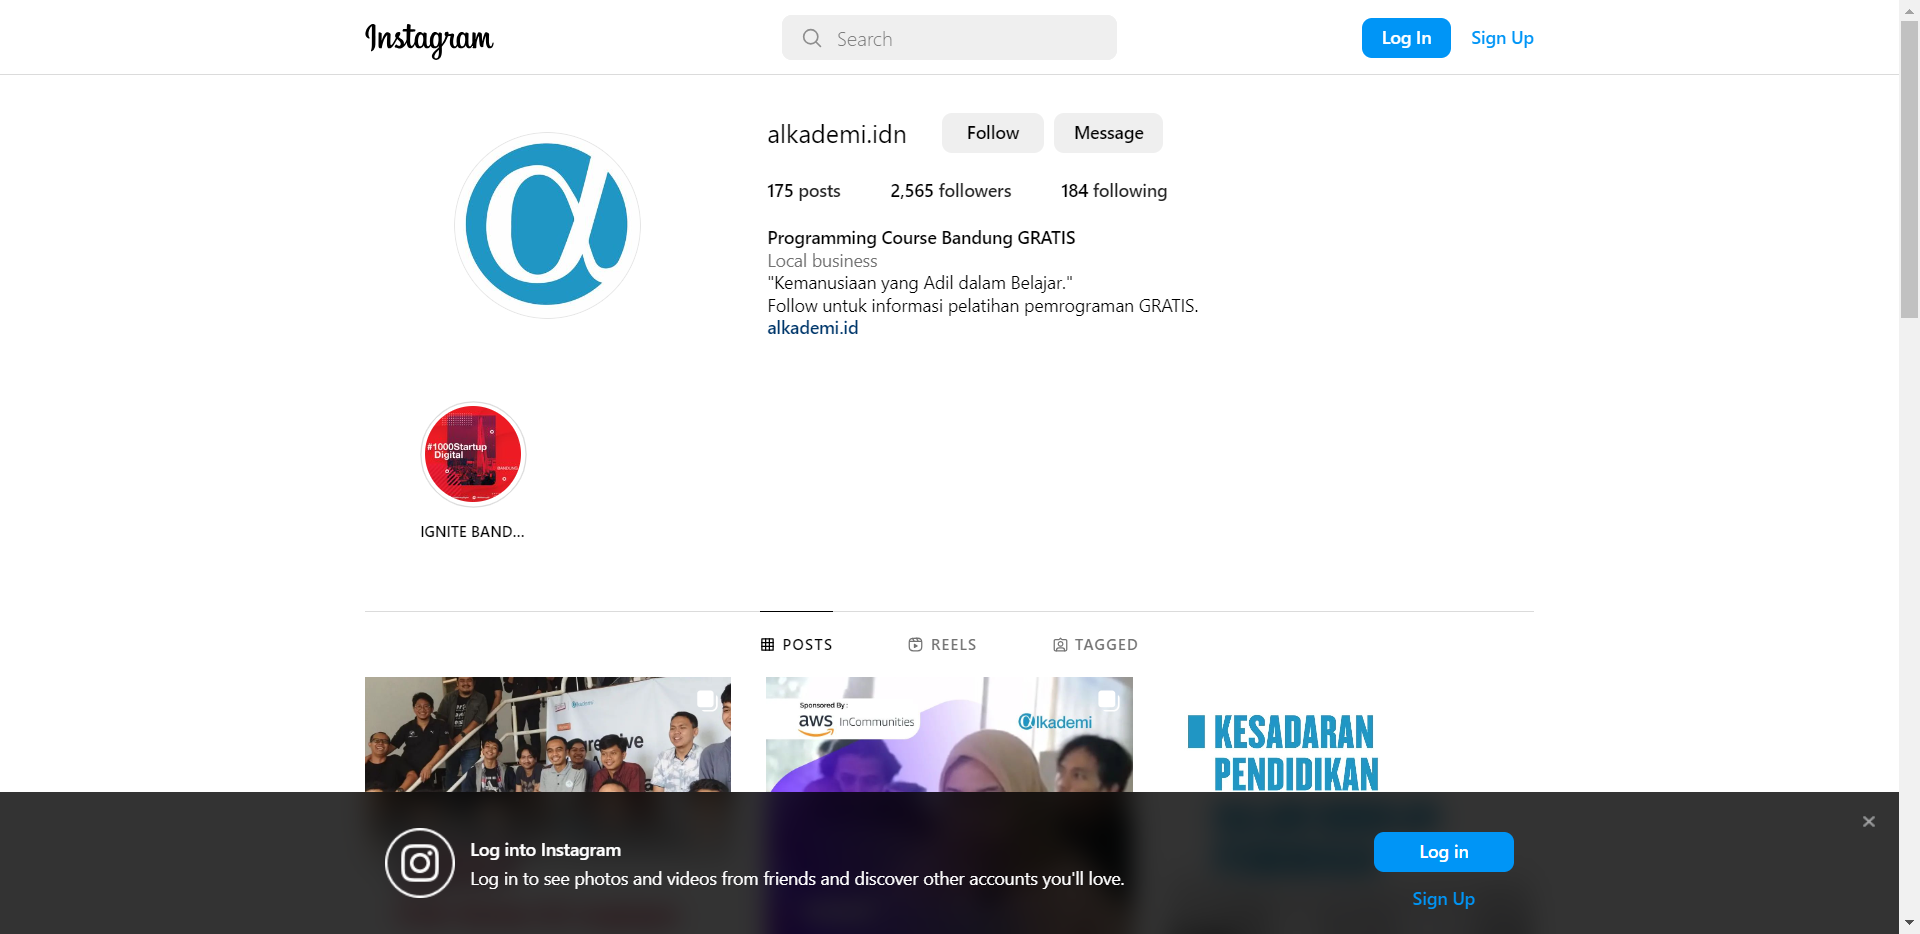 Instagram
Search
Log In
Sign Up
alkademi.idn
Follow
Message
175 posts
2,565 followers
184 following
Programming Course Bandung GRATIS
Local business
"Kemanusiaan yang Adil dalam Belajar."
Follow untuk informasi pelatihan pemrograman GRATIS.
alkademi.id
#1000Startup
Digital
BANDUNG
IGNITE BAND...
POSTS
REELS
TAGGED
Sponsored By :
aws InCommunities
alkademi
KESADARAN
PENDIDIKAN
Log into Instagram
Log in to see photos and videos from friends and discover other accounts you'll love.
Log in
Sign Up